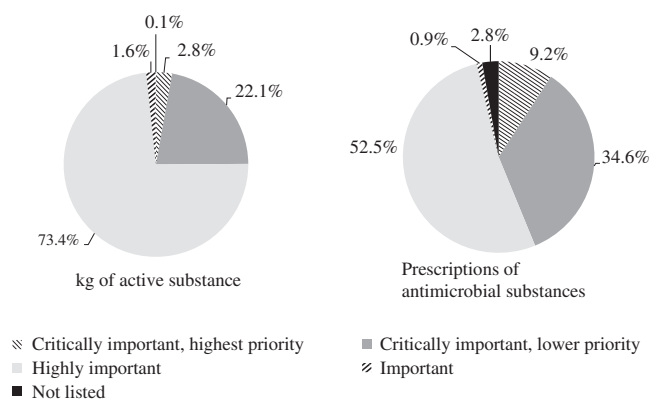 0.1%
1.6%
2.8%
22.1%
73.4%
kg of active substance
0.9%
2.8%
9.2%
52.5%
34.6%
Prescriptions of
antimicrobial substances
Critically important, highest priority
Critically important, lower priority
Highly important
Important
Not listed